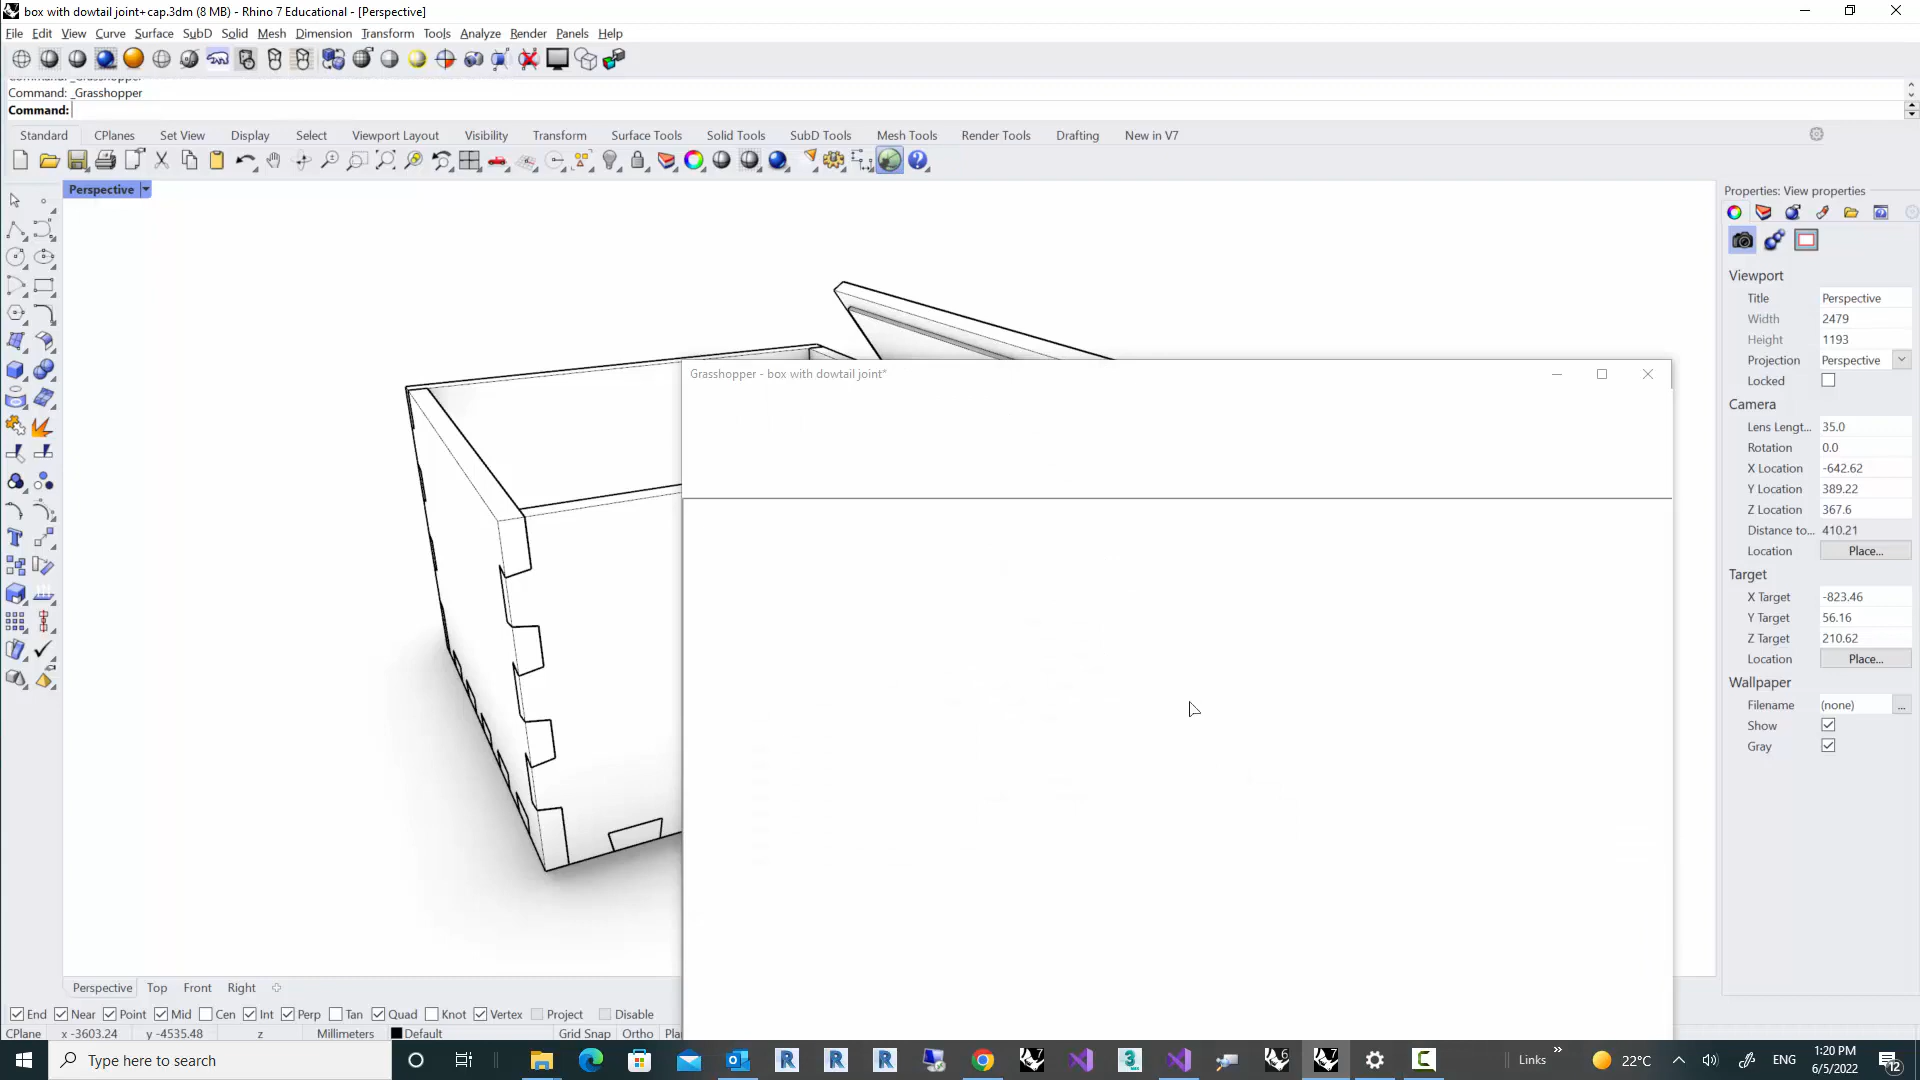 box with dowtail joint+cap.3dm (8 MB) - Rhino 7 Educational - [Perspective]
File Edit View Curve Surface SubD Solid Mesh Dimension Transform Tools Analyze Render Panels Help
Command: _Grasshopper
Command: _Grasshopper
Command:
Standard CPlanes Set View Display Select Viewport Layout Visibility Transform Surface Tools Solid Tools SubD Tools Mesh Tools Render Tools Drafting New in V7
Perspective
Properties: View properties
Viewport
Title Perspective
Width 2479
Height 1193
Projection Perspective
Locked
Camera
Lens Lengt... 35.0
Rotation 0.0
X Location -642.62
Y Location 389.22
Z Location 367.6
Distance to... 410.21
Location Place...
Target
X Target -823.46
Y Target 56.16
Z Target 210.62
Location Place...
Wallpaper
Filename (none) ...
Show
Gray
Grasshopper - box with dowtail joint*
Perspective Top Front Right
End Near Point Mid Cen Int Perp Tan Quad Knot Vertex Project Disable
CPlane x -3603.24 y -4535.48 z Millimeters Default Grid Snap Ortho Pla
Type here to search
Links
22°C
ENG
1:20 PM
6/5/2022
12